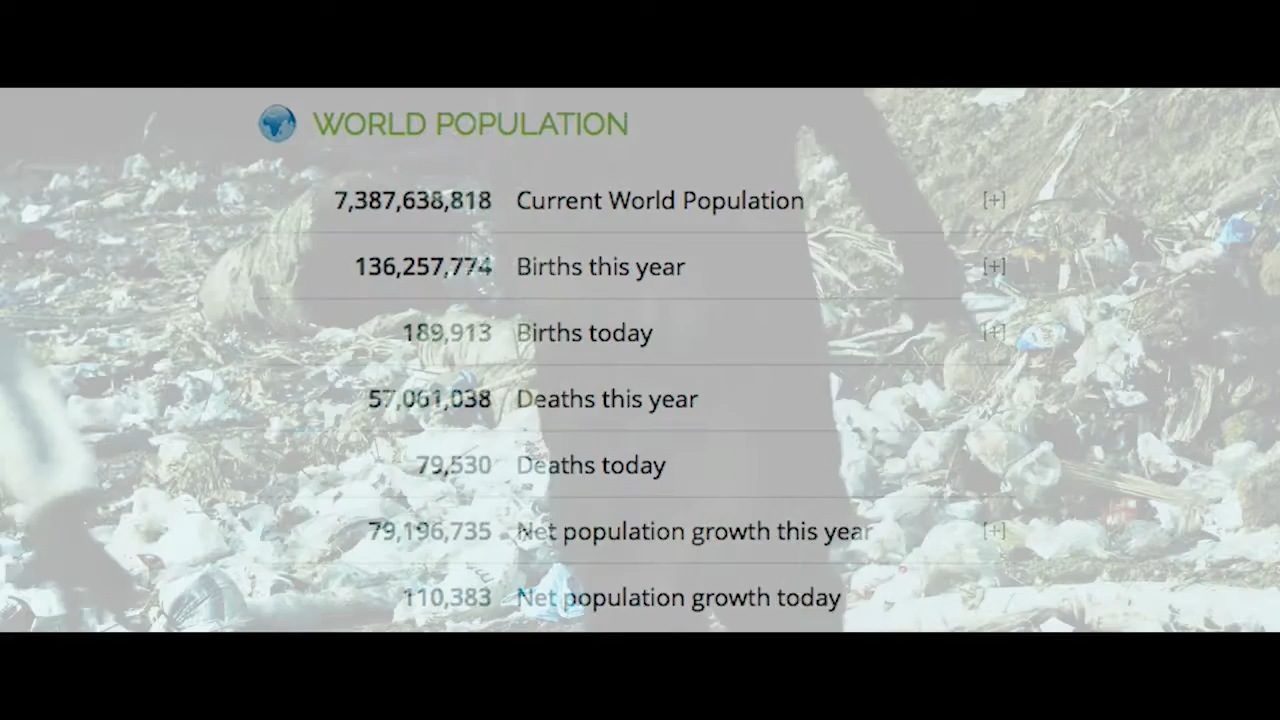 WORLD POPULATION
7,387,638,818 Current World Population [+]
136,257,774 Births this year [+]
189,913 Births today [+]
57,061,038 Deaths this year
79,530 Deaths today
79,196,735 Net population growth this year [+]
110,383 Net population growth today